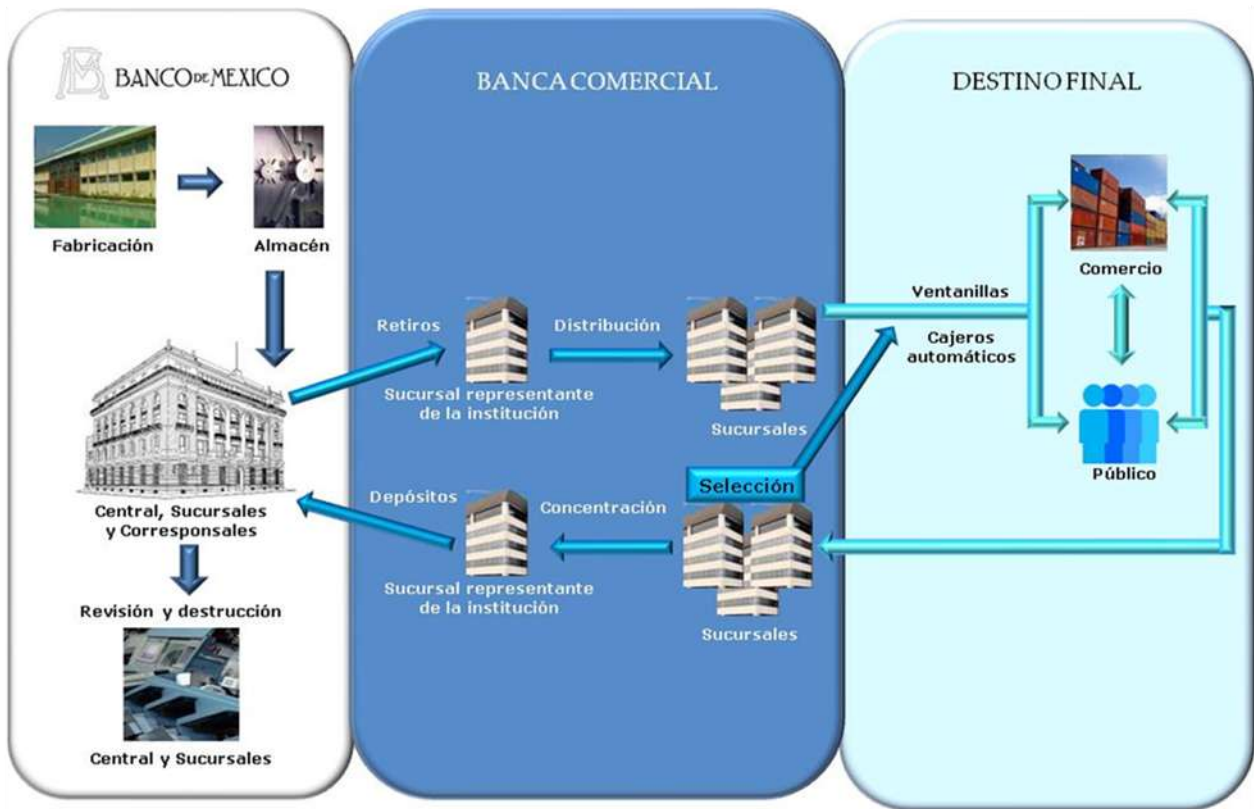 BANCO DE MEXICO
Fabricación
Almacén
Central, Sucursales
y Corresponsales
Revisión y destrucción
Central y Sucursales
BANCA COMERCIAL
Retiros
Distribución
Sucursal representante
de la institución
Sucursales
Selección
Depósitos
Concentración
Sucursal representante
de la institución
Sucursales
DESTINO FINAL
Ventanillas
Cajeros
automáticos
Comercio
Público